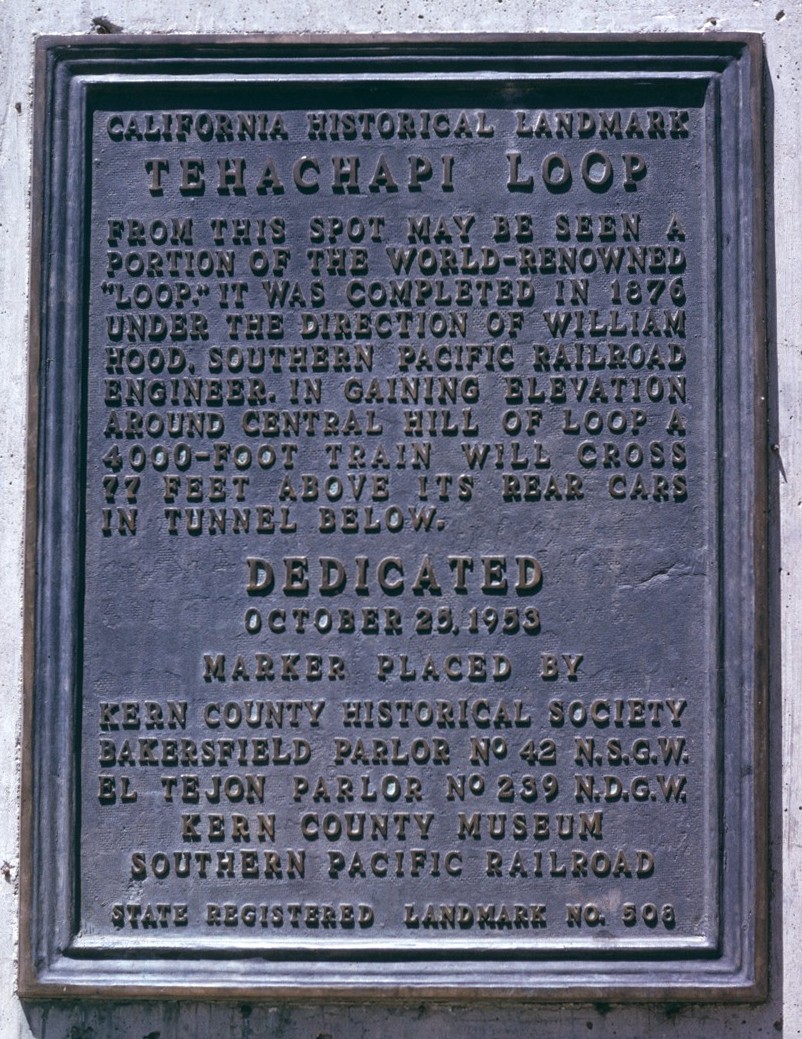 CALIFORNIA HISTORICAL LANDMARK
TEHACHAPI LOOP
FROM THIS SPOT MAY BE SEEN A
PORTION OF THE WORLD-RENOWNED
"LOOP." IT WAS COMPLETED IN 1876
UNDER THE DIRECTION OF WILLIAM
HOOD, SOUTHERN PACIFIC RAILROAD
ENGINEER. IN GAINING ELEVATION
AROUND CENTRAL HILL OF LOOP A
4000-FOOT TRAIN WILL CROSS
77 FEET ABOVE ITS REAR CARS
IN TUNNEL BELOW.
DEDICATED
OCTOBER 25, 1953
MARKER PLACED BY
KERN COUNTY HISTORICAL SOCIETY
BAKERSFIELD PARLOR NO 42 N.S.G.W.
EL TEJON PARLOR NO 239 N.D.G.W.
KERN COUNTY MUSEUM
SOUTHERN PACIFIC RAILROAD
STATE REGISTERED LANDMARK NO. 508